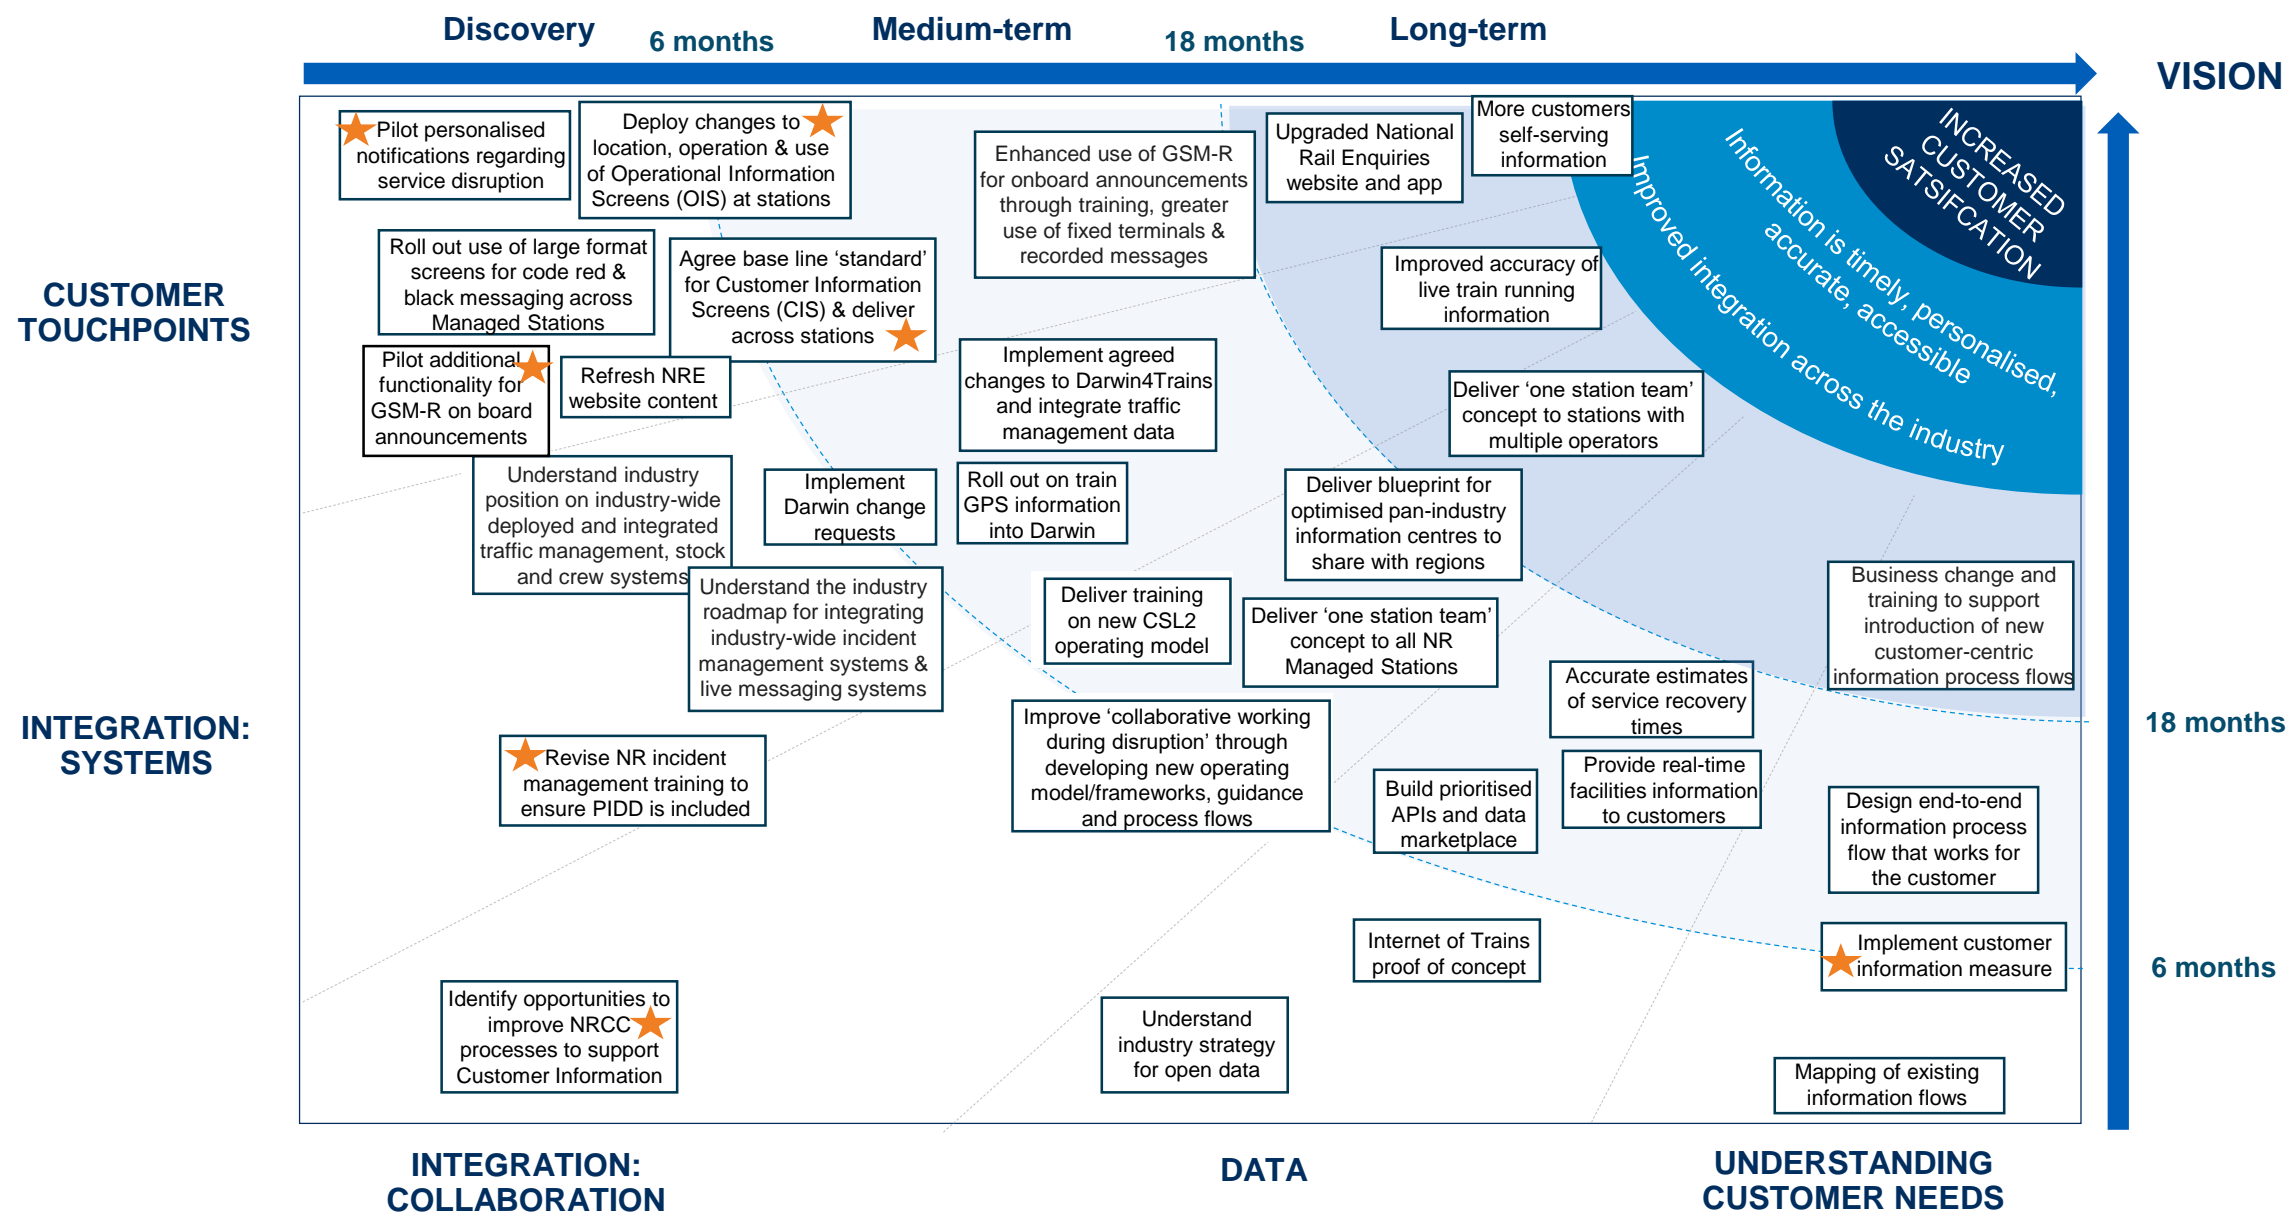 Discovery
6 months
Medium-term
18 months
Long-term
VISION
Pilot personalised
notifications regarding
service disruption
Deploy changes to
location, operation & use
of Operational Information
Screens (OIS) at stations
Enhanced use of GSM-R
for onboard announcements
through training, greater
use of fixed terminals &
recorded messages
Upgraded National
Rail Enquiries
website and app
More customers
self-serving
information
INCREASED
CUSTOMER
SATSIFCATION
Information is timely, personalised,
accurate, accessible
Improved integration across the industry
Roll out use of large format
screens for code red &
black messaging across
Managed Stations
Agree base line ‘standard’
for Customer Information
Screens (CIS) & deliver
across stations
Improved accuracy of
live train running
information
CUSTOMER
TOUCHPOINTS
Pilot additional
functionality for
GSM-R on board
announcements
Refresh NRE
website content
Implement agreed
changes to Darwin4Trains
and integrate traffic
management data
Deliver ‘one station team’
concept to stations with
multiple operators
Understand industry
position on industry-wide
deployed and integrated
traffic management, stock
and crew systems
Implement
Darwin change
requests
Roll out on train
GPS information
into Darwin
Deliver blueprint for
optimised pan-industry
information centres to
share with regions
Understand the industry
roadmap for integrating
industry-wide incident
management systems &
live messaging systems
Deliver training
on new CSL2
operating model
Deliver ‘one station team’
concept to all NR
Managed Stations
Business change and
training to support
introduction of new
customer-centric
information process flows
Accurate estimates
of service recovery
times
INTEGRATION:
SYSTEMS
18 months
Revise NR incident
management training to
ensure PIDD is included
Improve ‘collaborative working
during disruption’ through
developing new operating
model/frameworks, guidance
and process flows
Build prioritised
APIs and data
marketplace
Provide real-time
facilities information
to customers
Design end-to-end
information process
flow that works for
the customer
Internet of Trains
proof of concept
Implement customer
information measure
6 months
Identify opportunities to
improve NRCC
processes to support
Customer Information
Understand
industry strategy
for open data
Mapping of existing
information flows
INTEGRATION:
COLLABORATION
DATA
UNDERSTANDING
CUSTOMER NEEDS